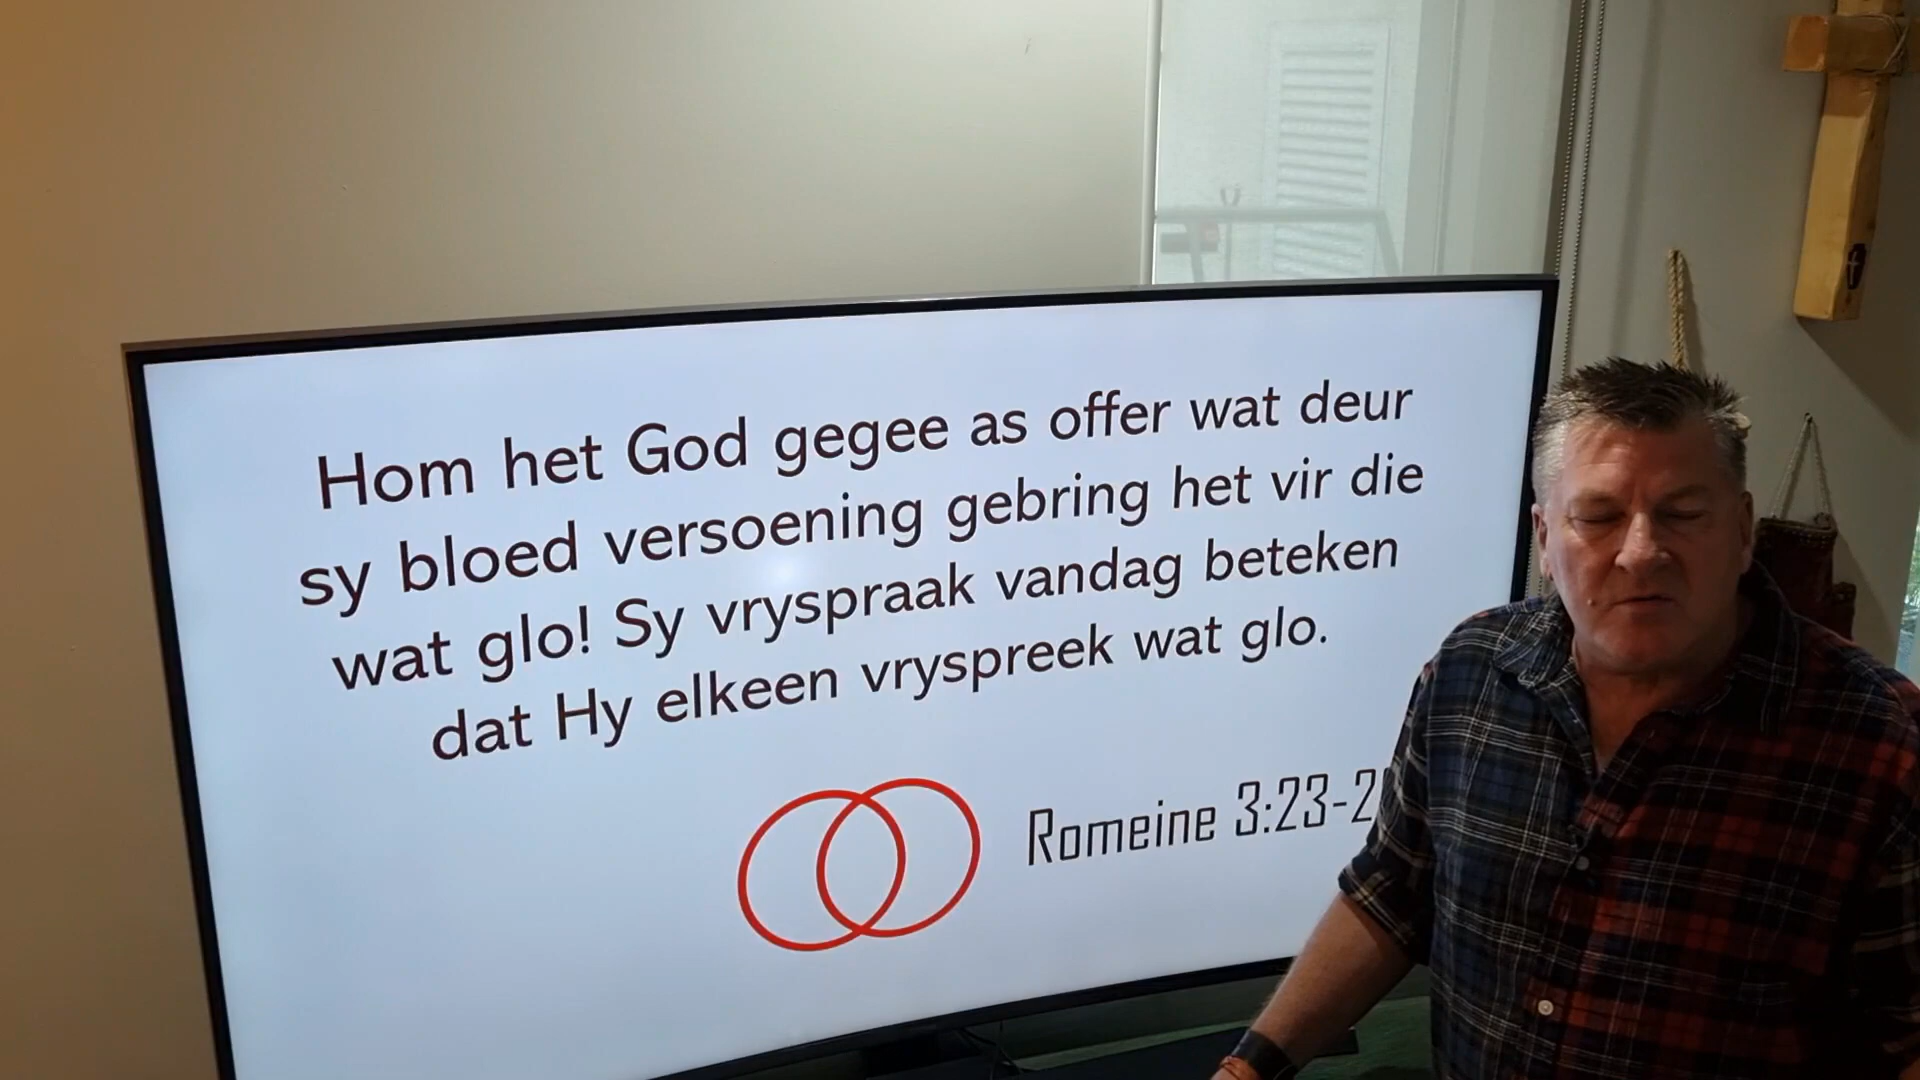 Hom het God gegee as offer wat deur
sy bloed versoening gebring het vir die
wat glo! Sy vryspraak vandag beteken
dat Hy elkeen vryspreek wat glo.
Romeine 3:23-2